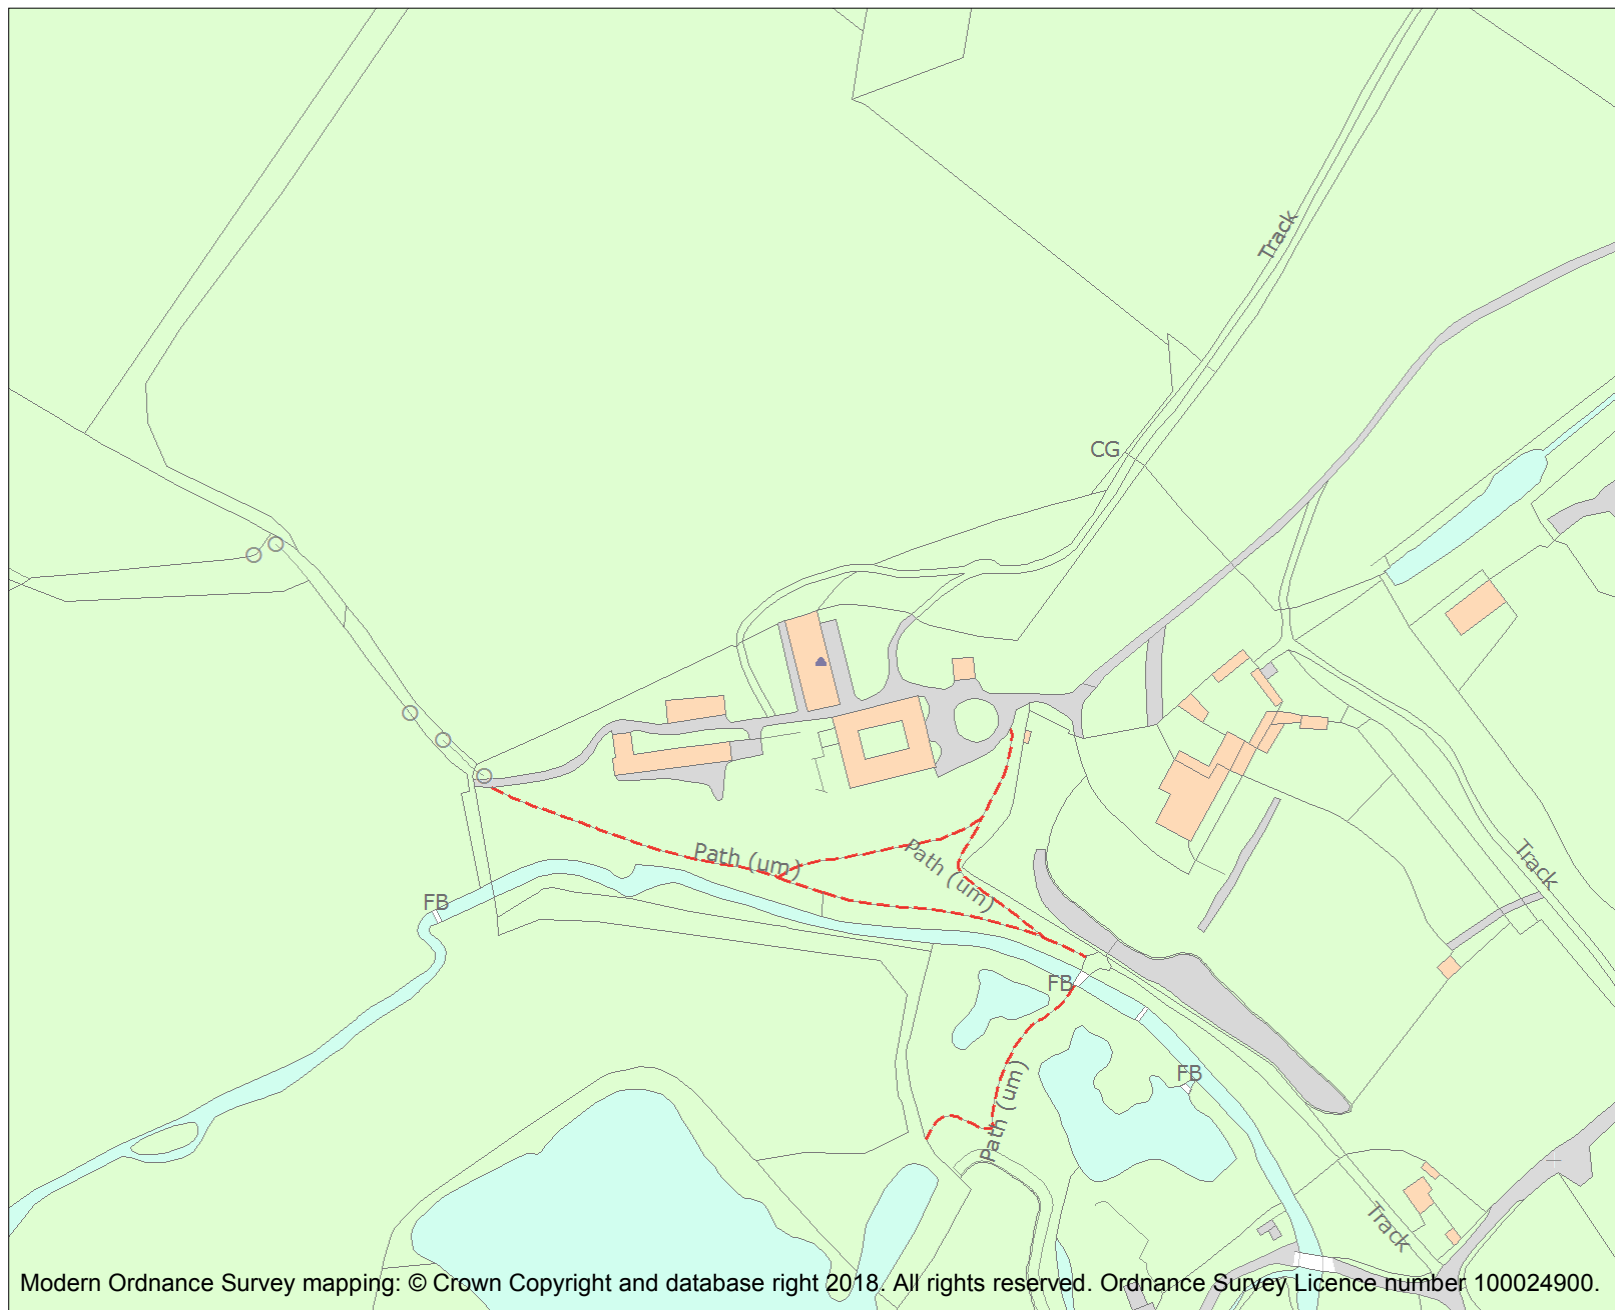 Track
CG
Path (um)
Path (um)
Track
FB
FB
FB
Path (um)
Track
Modern Ordnance Survey mapping: © Crown Copyright and database right 2018. All rights reserved. Ordnance Survey Licence number 100024900.